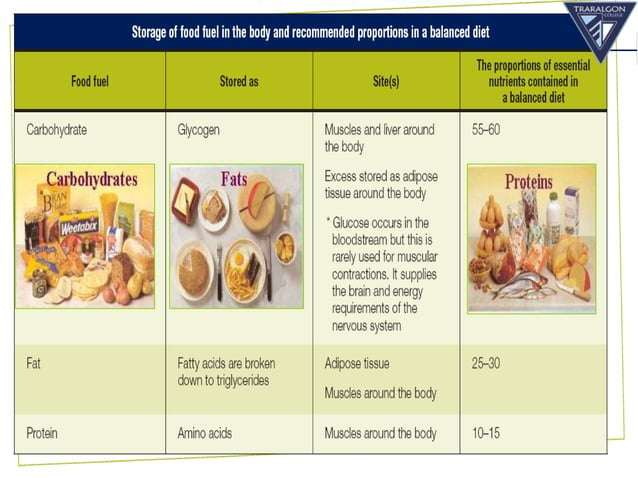 TRARALGON
COLLEGE
Storage of food fuel in the body and recommended proportions in a balanced diet
Food fuel
Stored as
Site(s)
The proportions of essential
nutrients contained in
a balanced diet
Carbohydrate
Glycogen
Muscles and liver around
the body
Excess stored as adipose
tissue around the body
* Glucose occurs in the
bloodstream but this is
rarely used for muscular
contractions. It supplies
the brain and energy
requirements of the
nervous system
55–60
Carbohydrates
BRAN
Weetabix
Fats
Proteins
Fat
Fatty acids are broken
down to triglycerides
Adipose tissue
Muscles around the body
25–30
Protein
Amino acids
Muscles around the body
10–15